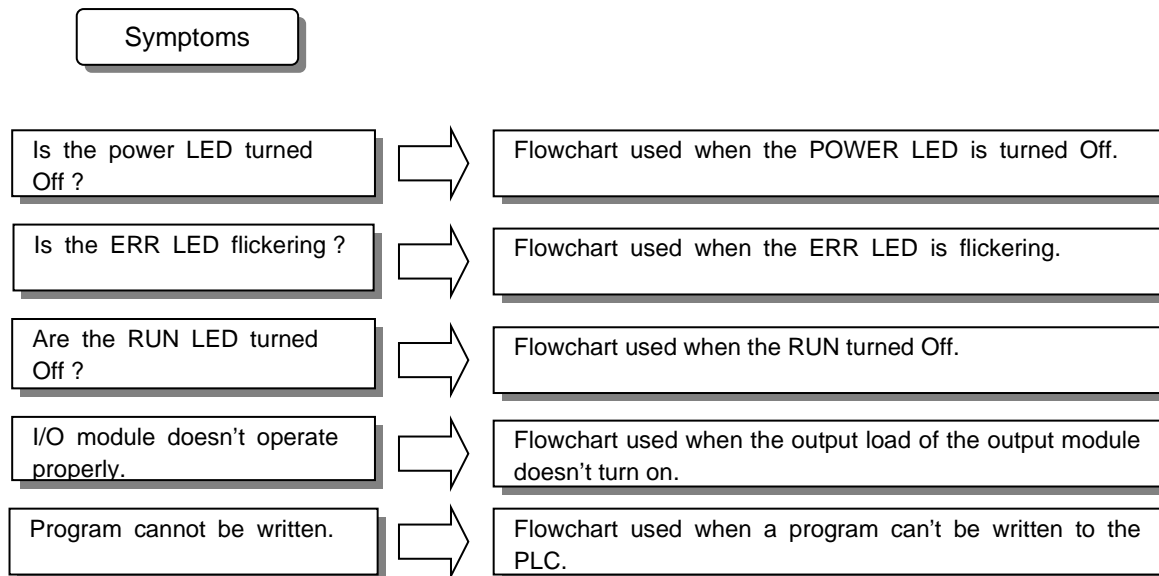 Symptoms
Is the power LED turned
Off ?
Flowchart used when the POWER LED is turned Off.
Is the ERR LED flickering ?
Flowchart used when the ERR LED is flickering.
Are the RUN LED turned
Off ?
Flowchart used when the RUN turned Off.
I/O module doesn’t operate
properly.
Flowchart used when the output load of the output module
doesn’t turn on.
Program cannot be written.
Flowchart used when a program can’t be written to the
PLC.